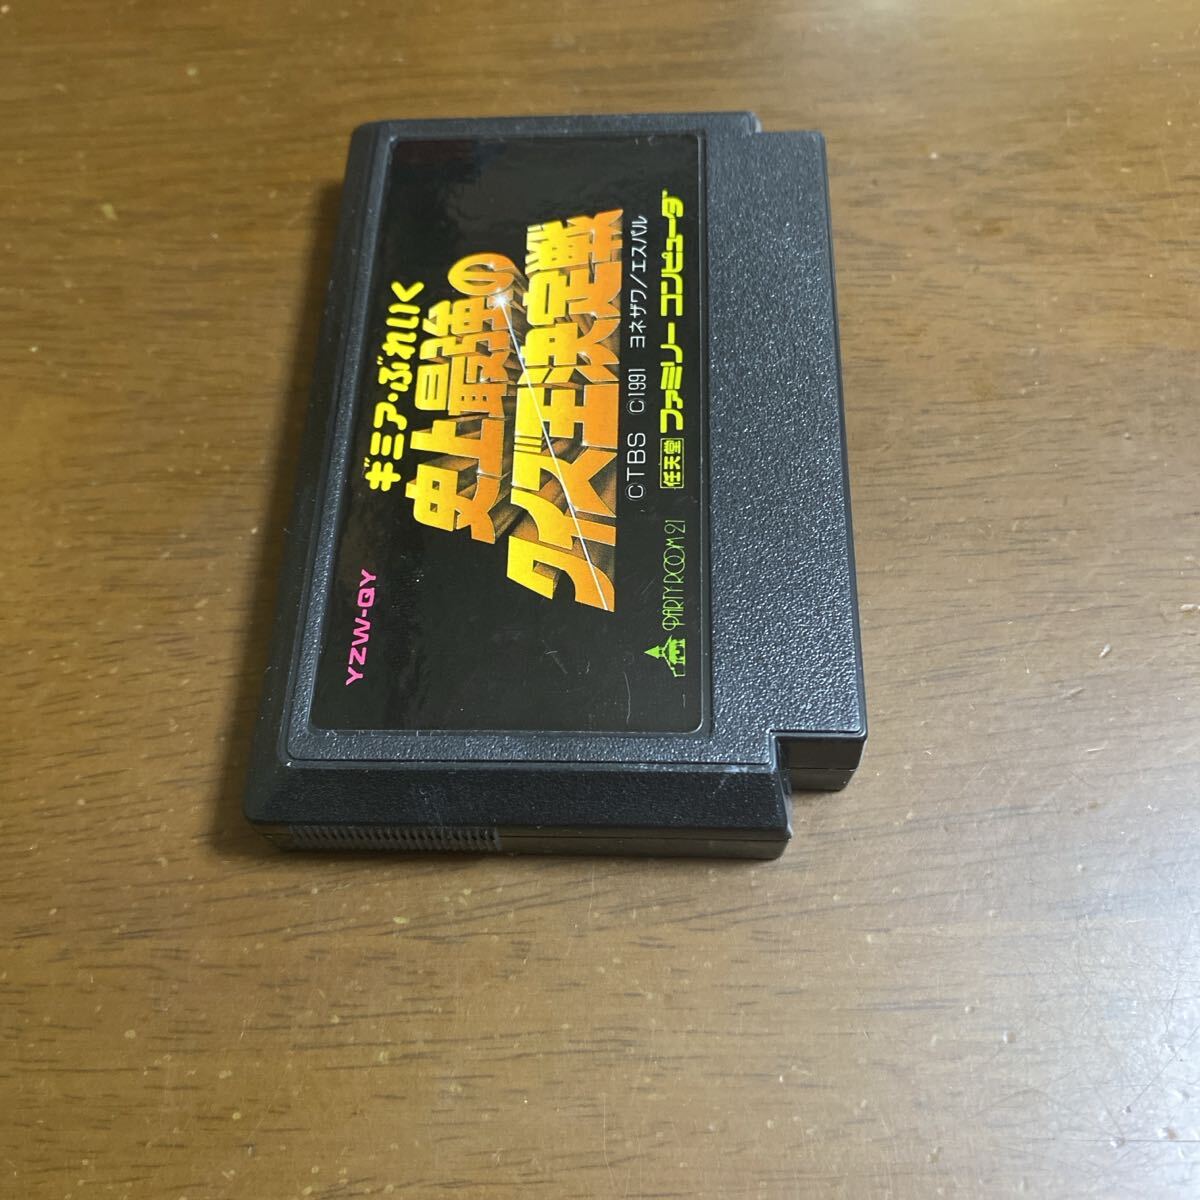 YZW-QY
ギミア・ぶれいく
史上最強の
クイズ王決定戦
©TBS ©1991 ヨネザワ/エスパル
PARTY ROOM 21
任天堂 ファミリー コンピュータ